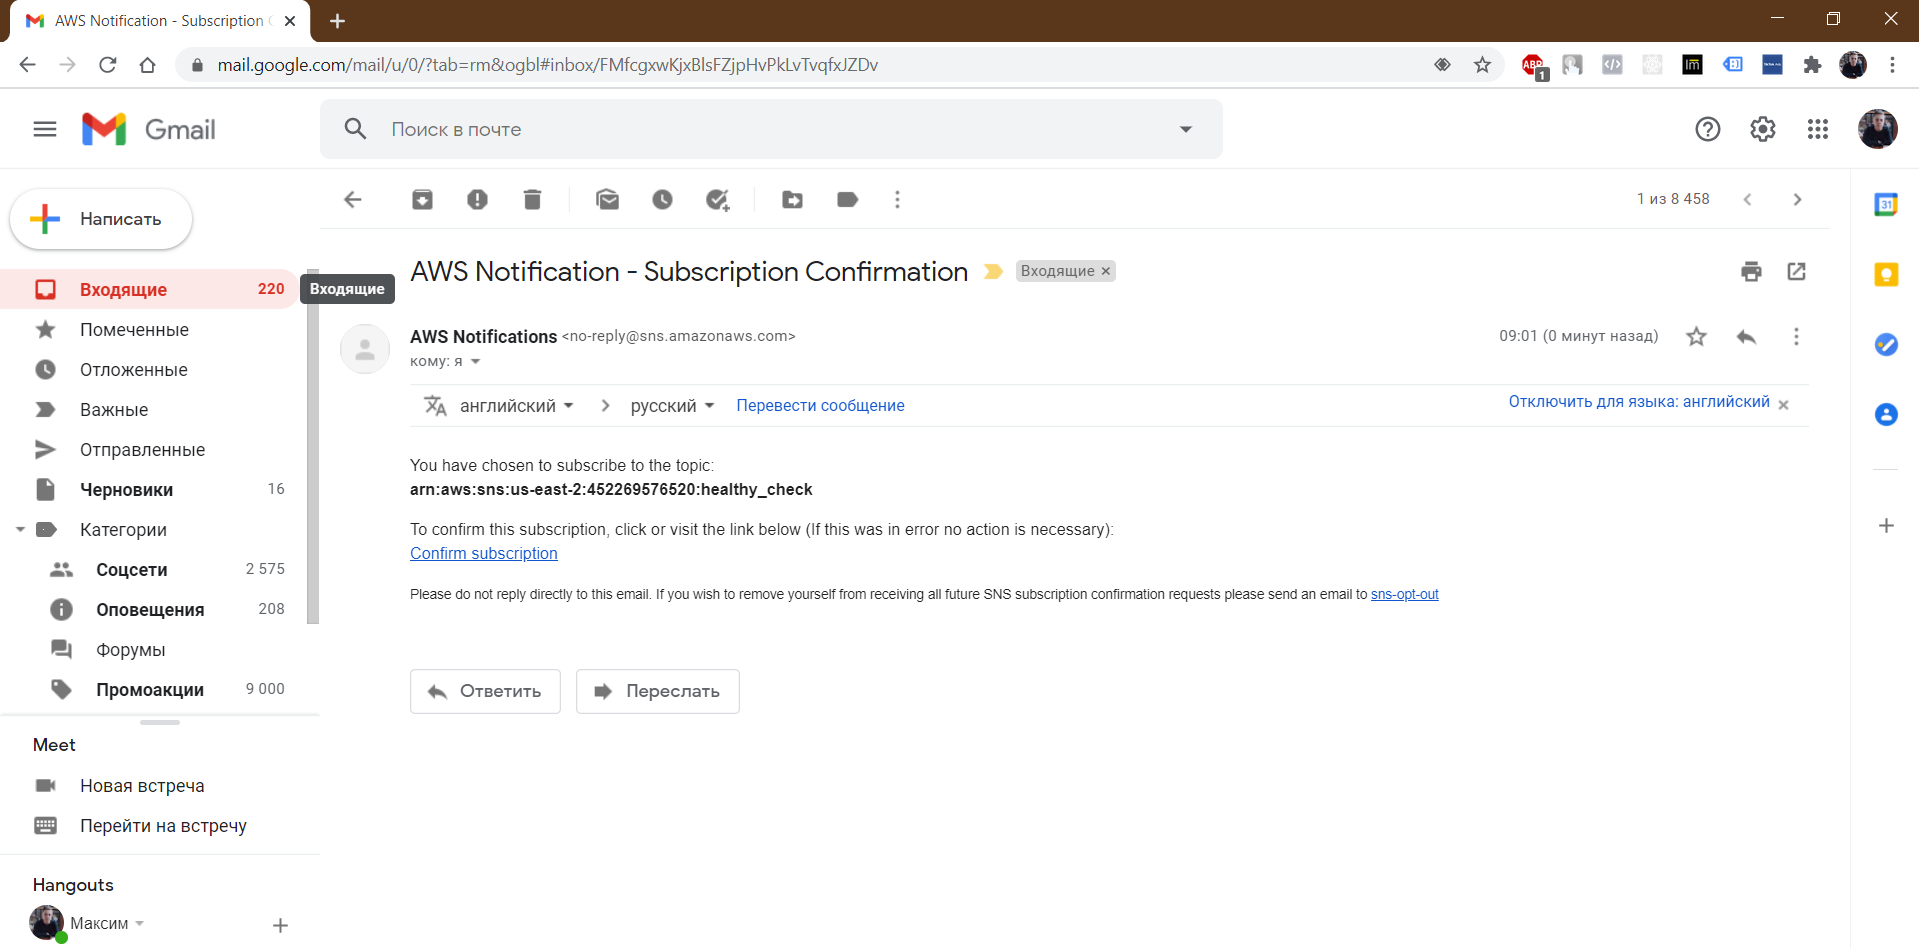 AWS Notification - Subscription
mail.google.com/mail/u/0/?tab=rm&ogbl#inbox/FMfcgxwKjxBlsFZjpHvPkLvTvqfxJZDv
ABP
1
Im
Gmail
Поиск в почте
Написать
1 из 8 458
31
AWS Notification - Subscription Confirmation
Входящие ×
Входящие 220
Входящие
Помеченные
Отложенные
Важные
Отправленные
Черновики 16
Категории
Соцсети 2 575
Оповещения 208
Форумы
Промоакции 9 000
AWS Notifications <no-reply@sns.amazonaws.com>
09:01 (0 минут назад)
кому: я
английский > русский Перевести сообщение
Отключить для языка: английский ×
You have chosen to subscribe to the topic:
arn:aws:sns:us-east-2:452269576520:healthy_check
To confirm this subscription, click or visit the link below (If this was in error no action is necessary):
Confirm subscription
Please do not reply directly to this email. If you wish to remove yourself from receiving all future SNS subscription confirmation requests please send an email to sns-opt-out
Ответить
Переслать
Meet
Новая встреча
Перейти на встречу
Hangouts
Максим